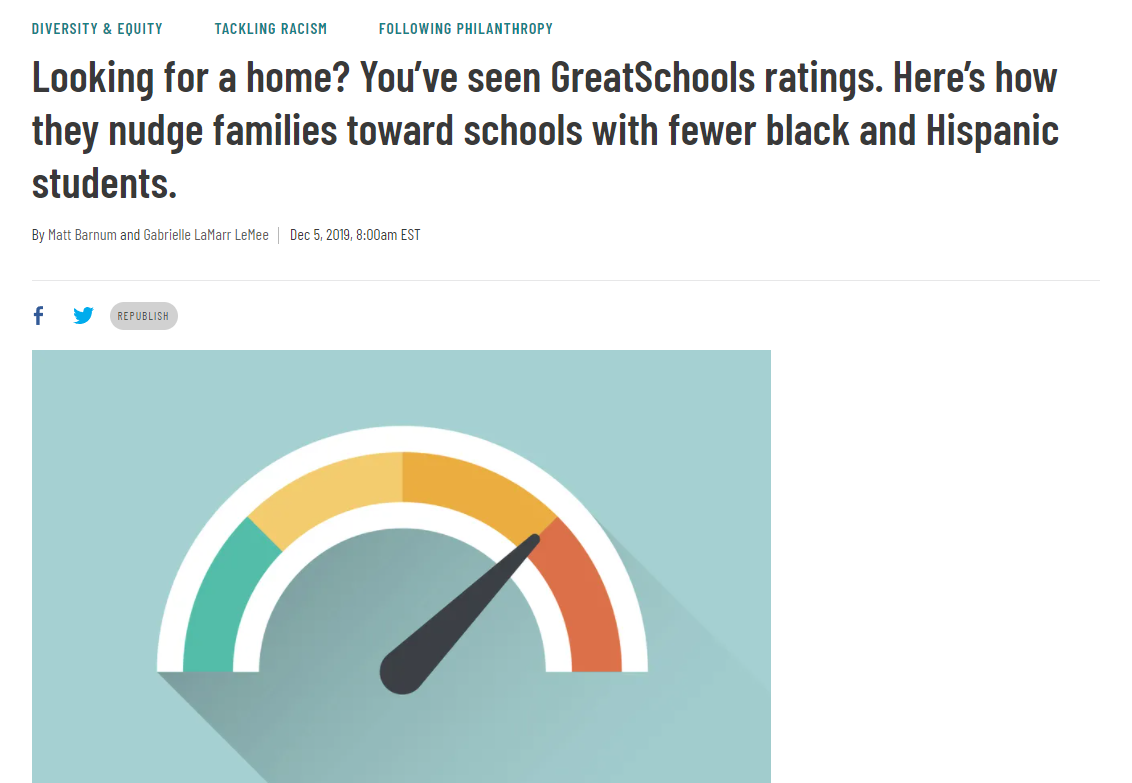 DIVERSITY & EQUITY TACKLING RACISM FOLLOWING PHILANTHROPY
Looking for a home? You’ve seen GreatSchools ratings. Here’s how
they nudge families toward schools with fewer black and Hispanic
students.
By Matt Barnum and Gabrielle LaMarr LeMee | Dec 5, 2019, 8:00am EST
REPUBLISH